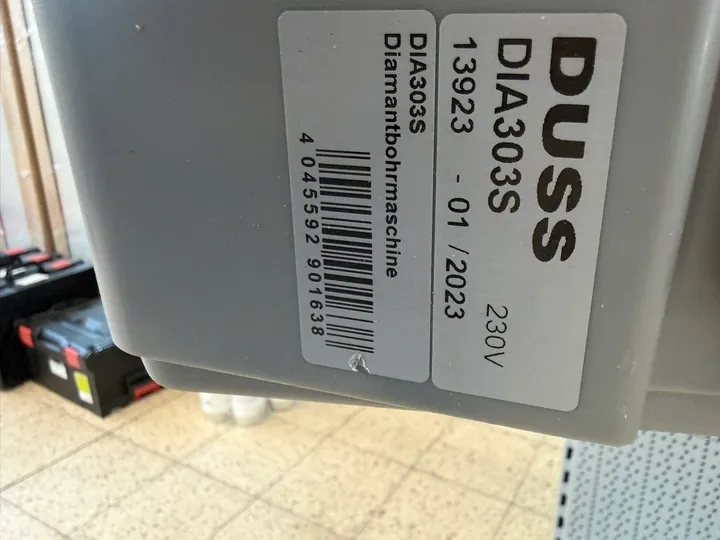 DUSS
DIA303S 230V
13923 - 01 / 2023
DIA303S
Diamantbohrmaschine
4 045592 901638